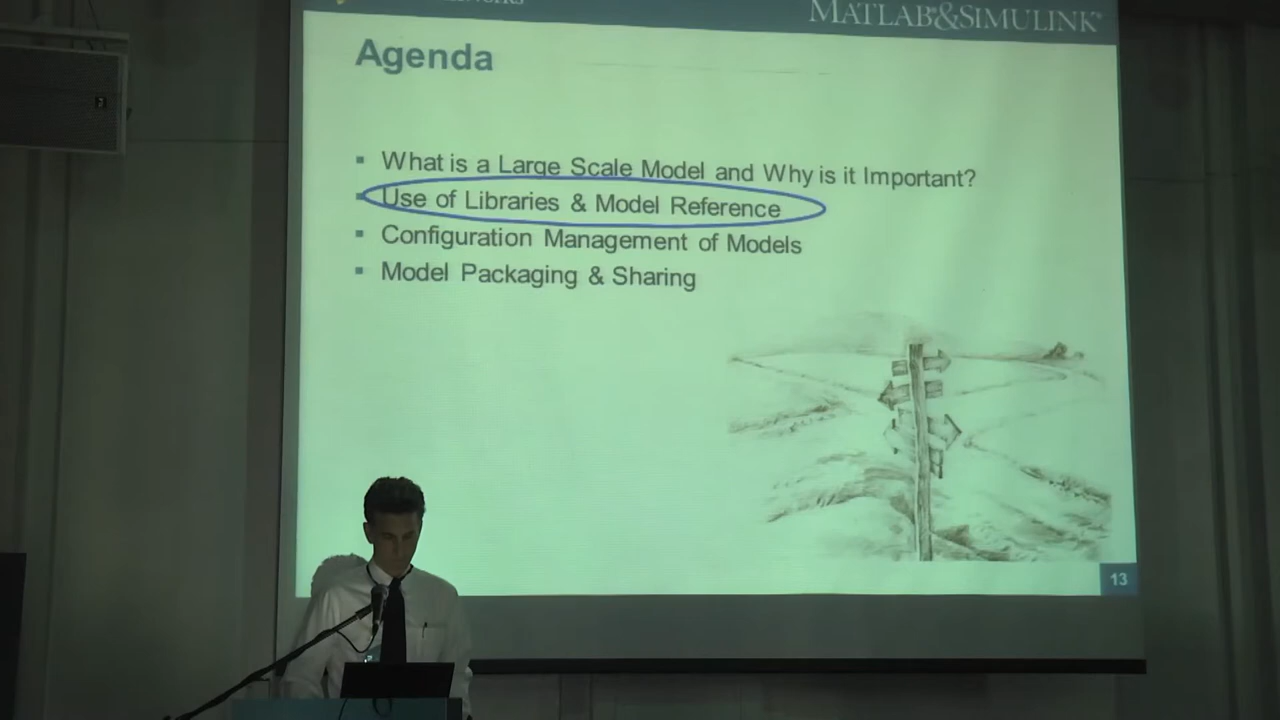 MATLAB&SIMULINK
Agenda
What is a Large Scale Model and Why is it Important?
Use of Libraries & Model Reference
Configuration Management of Models
Model Packaging & Sharing
13